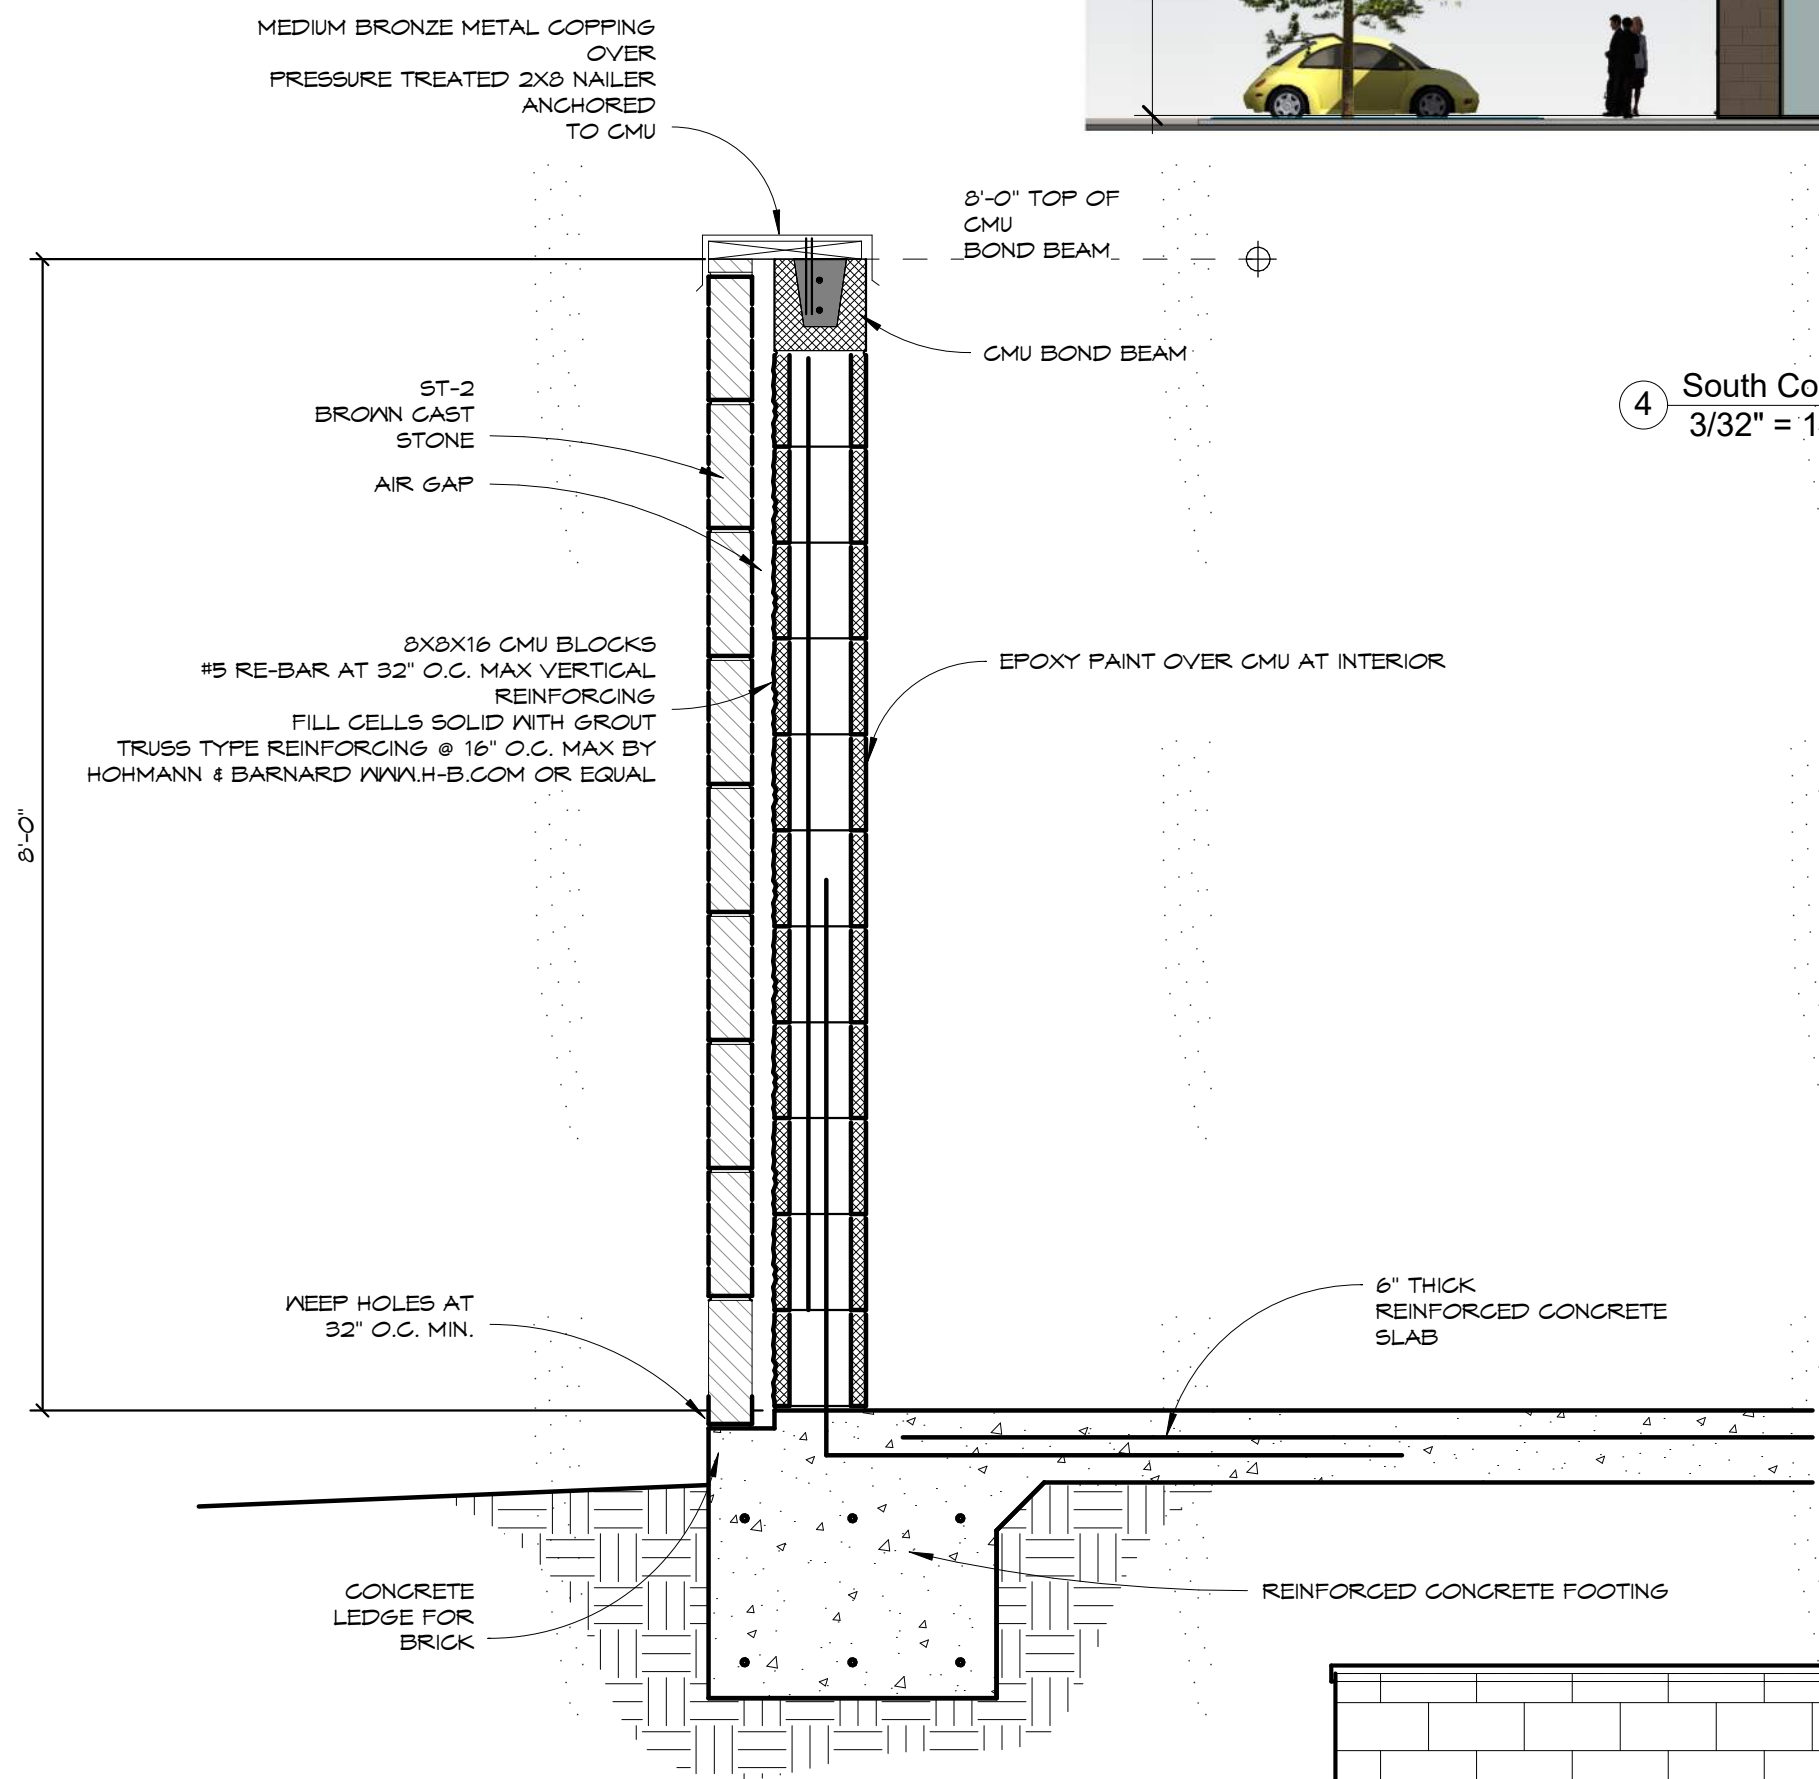 MEDIUM BRONZE METAL COPPING
OVER
PRESSURE TREATED 2X8 NAILER
ANCHORED
TO CMU
8'-0" TOP OF
CMU
BOND BEAM
CMU BOND BEAM
4
South Co
3/32" = 1
ST-2
BROWN CAST
STONE
AIR GAP
8X8X16 CMU BLOCKS
#5 RE-BAR AT 32" O.C. MAX VERTICAL
REINFORCING
FILL CELLS SOLID WITH GROUT
TRUSS TYPE REINFORCING @ 16" O.C. MAX BY
HOHMANN & BARNARD WWW.H-B.COM OR EQUAL
EPOXY PAINT OVER CMU AT INTERIOR
8'-0"
WEEP HOLES AT
32" O.C. MIN.
6" THICK
REINFORCED CONCRETE
SLAB
CONCRETE
LEDGE FOR
BRICK
REINFORCED CONCRETE FOOTING